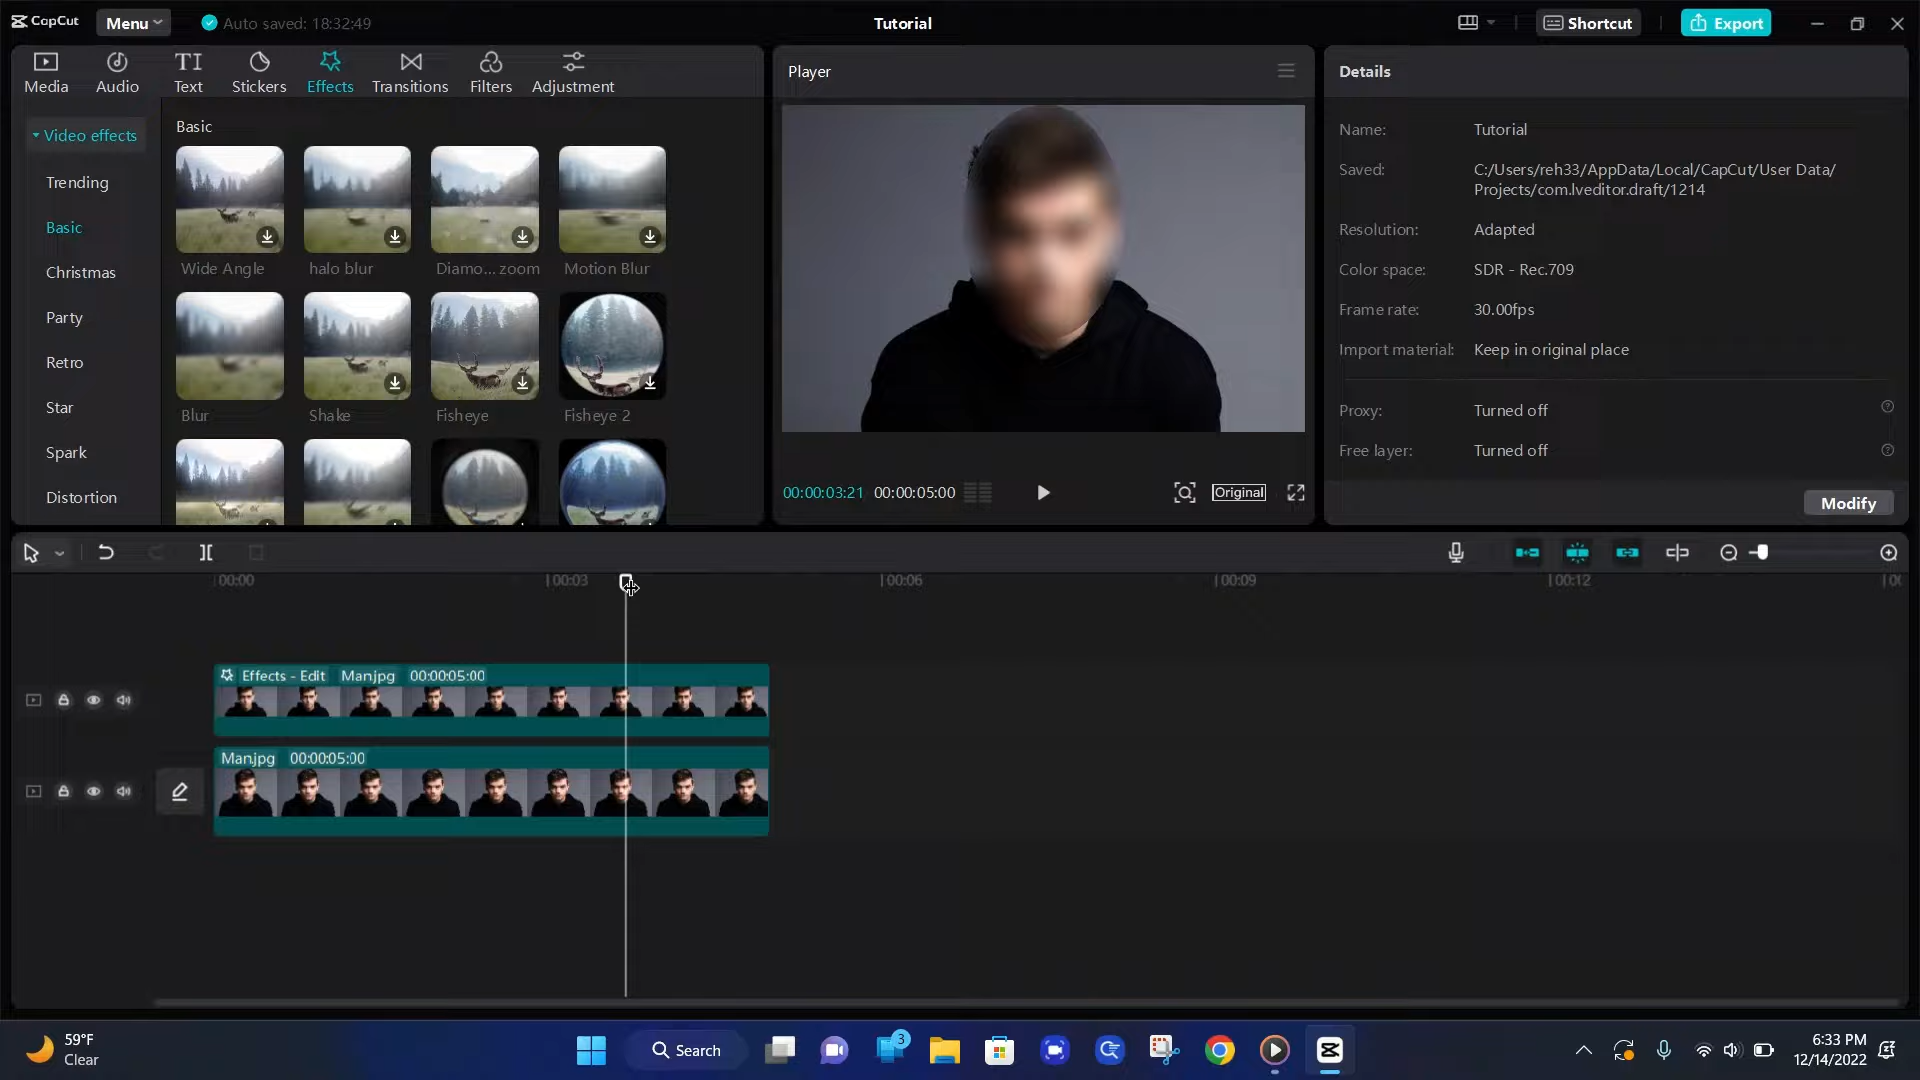 CapCut
Menu
Auto saved: 18:32:49
Tutorial
Shortcut
Export
Media
Audio
TI
Text
Stickers
Effects
Transitions
Filters
Adjustment
Video effects
Trending
Basic
Christmas
Party
Retro
Star
Spark
Distortion
Basic
Wide Angle
halo blur
Diamo... zoom
Motion Blur
Blur
Shake
Fisheye
Fisheye 2
Player
00:00:03:21
00:00:05:00
Original
Details
Name:
Tutorial
Saved:
C:/Users/reh33/AppData/Local/CapCut/User Data/
Projects/com.lveditor.draft/1214
Resolution:
Adapted
Color space:
SDR - Rec.709
Frame rate:
30.00fps
Import material:
Keep in original place
Proxy:
Turned off
Free layer:
Turned off
Modify
00:00
00:03
00:06
00:09
00:12
Effects - Edit
Man.jpg
00:00:05:00
Man.jpg
00:00:05:00
59°F
Clear
Search
3
6:33 PM
12/14/2022